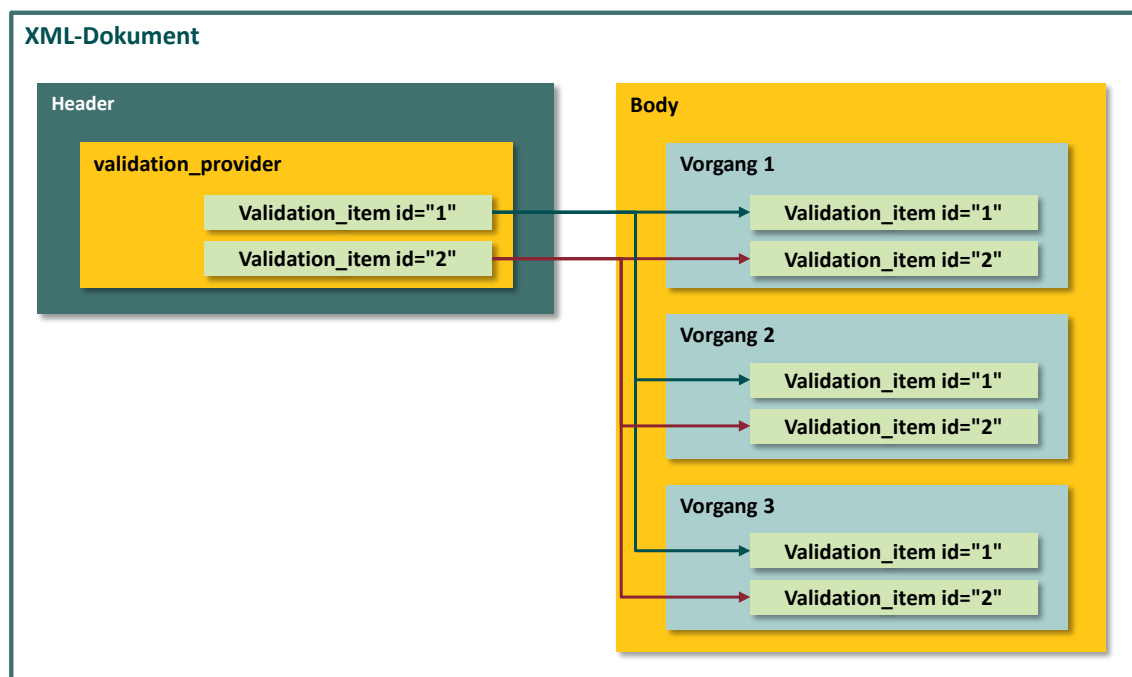 XML-Dokument
Header
validation_provider
Validation_item id="1"
Validation_item id="2"
Body
Vorgang 1
Validation_item id="1"
Validation_item id="2"
Vorgang 2
Validation_item id="1"
Validation_item id="2"
Vorgang 3
Validation_item id="1"
Validation_item id="2"